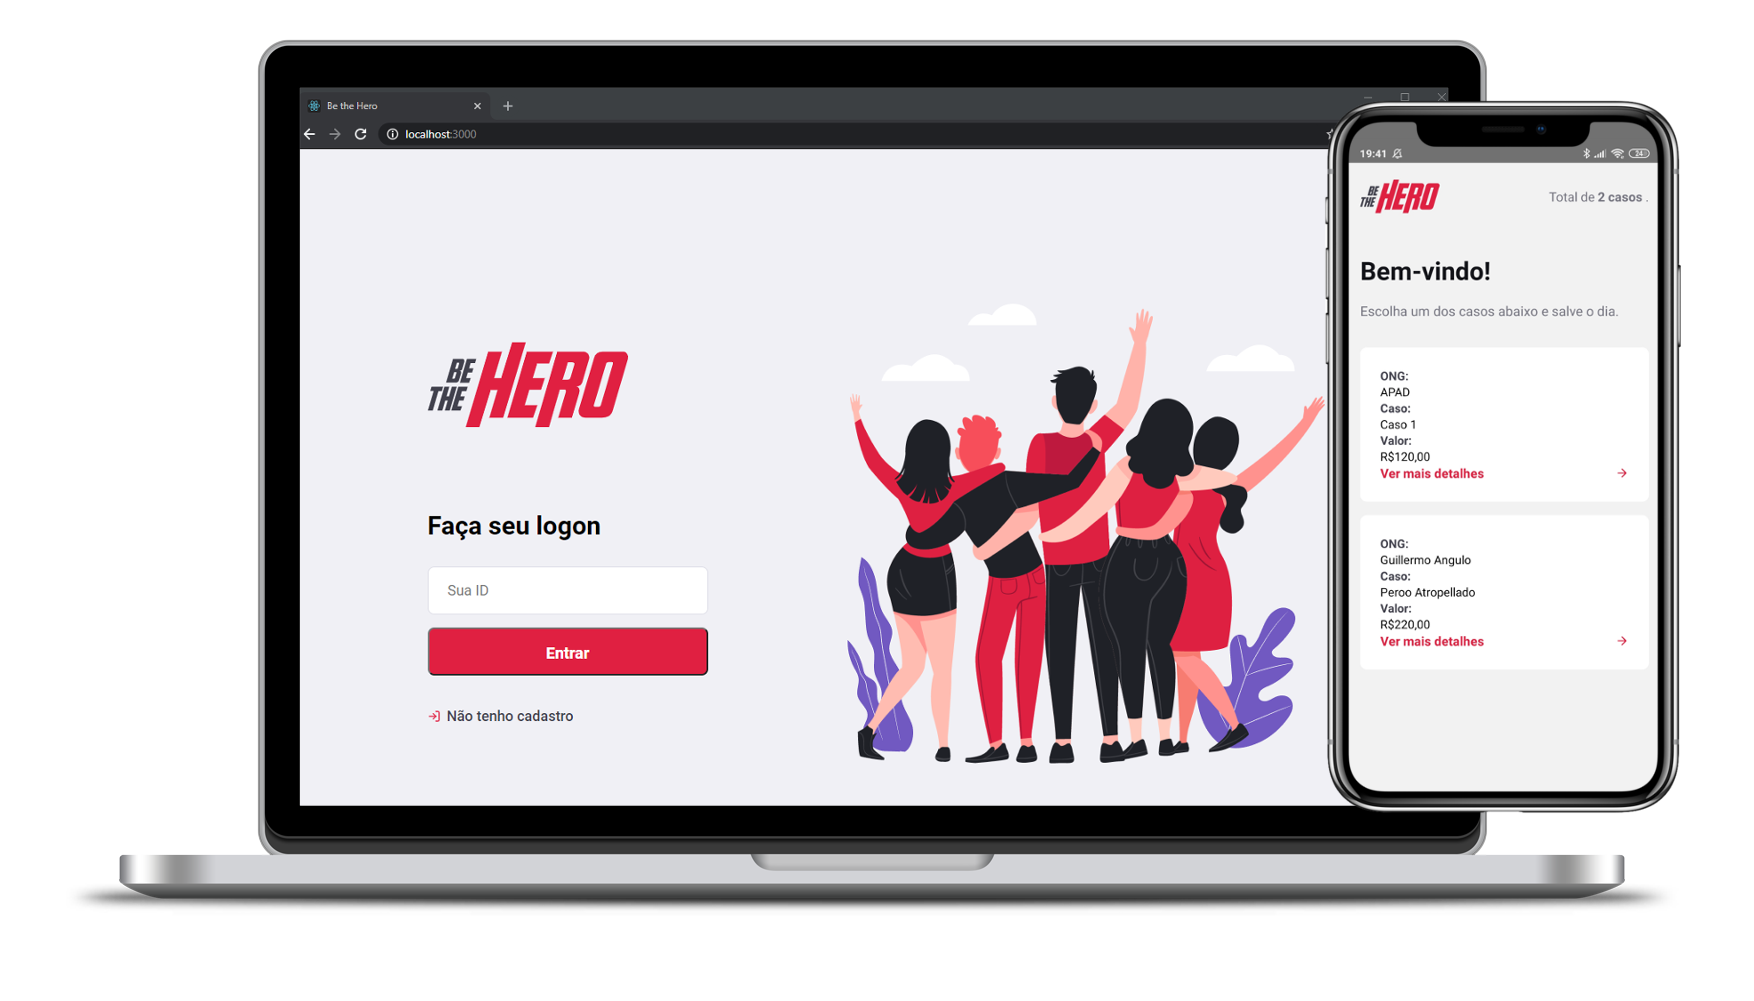 Be the Hero
localhost:3000
BE
THE HERO
Faça seu logon
Sua ID
Entrar
Não tenho cadastro
19:41
24
BE
THE HERO
Total de 2 casos .
Bem-vindo!
Escolha um dos casos abaixo e salve o dia.
ONG:
APAD
Caso:
Caso 1
Valor:
R$120,00
Ver mais detalhes
ONG:
Guillermo Angulo
Caso:
Peroo Atropellado
Valor:
R$220,00
Ver mais detalhes